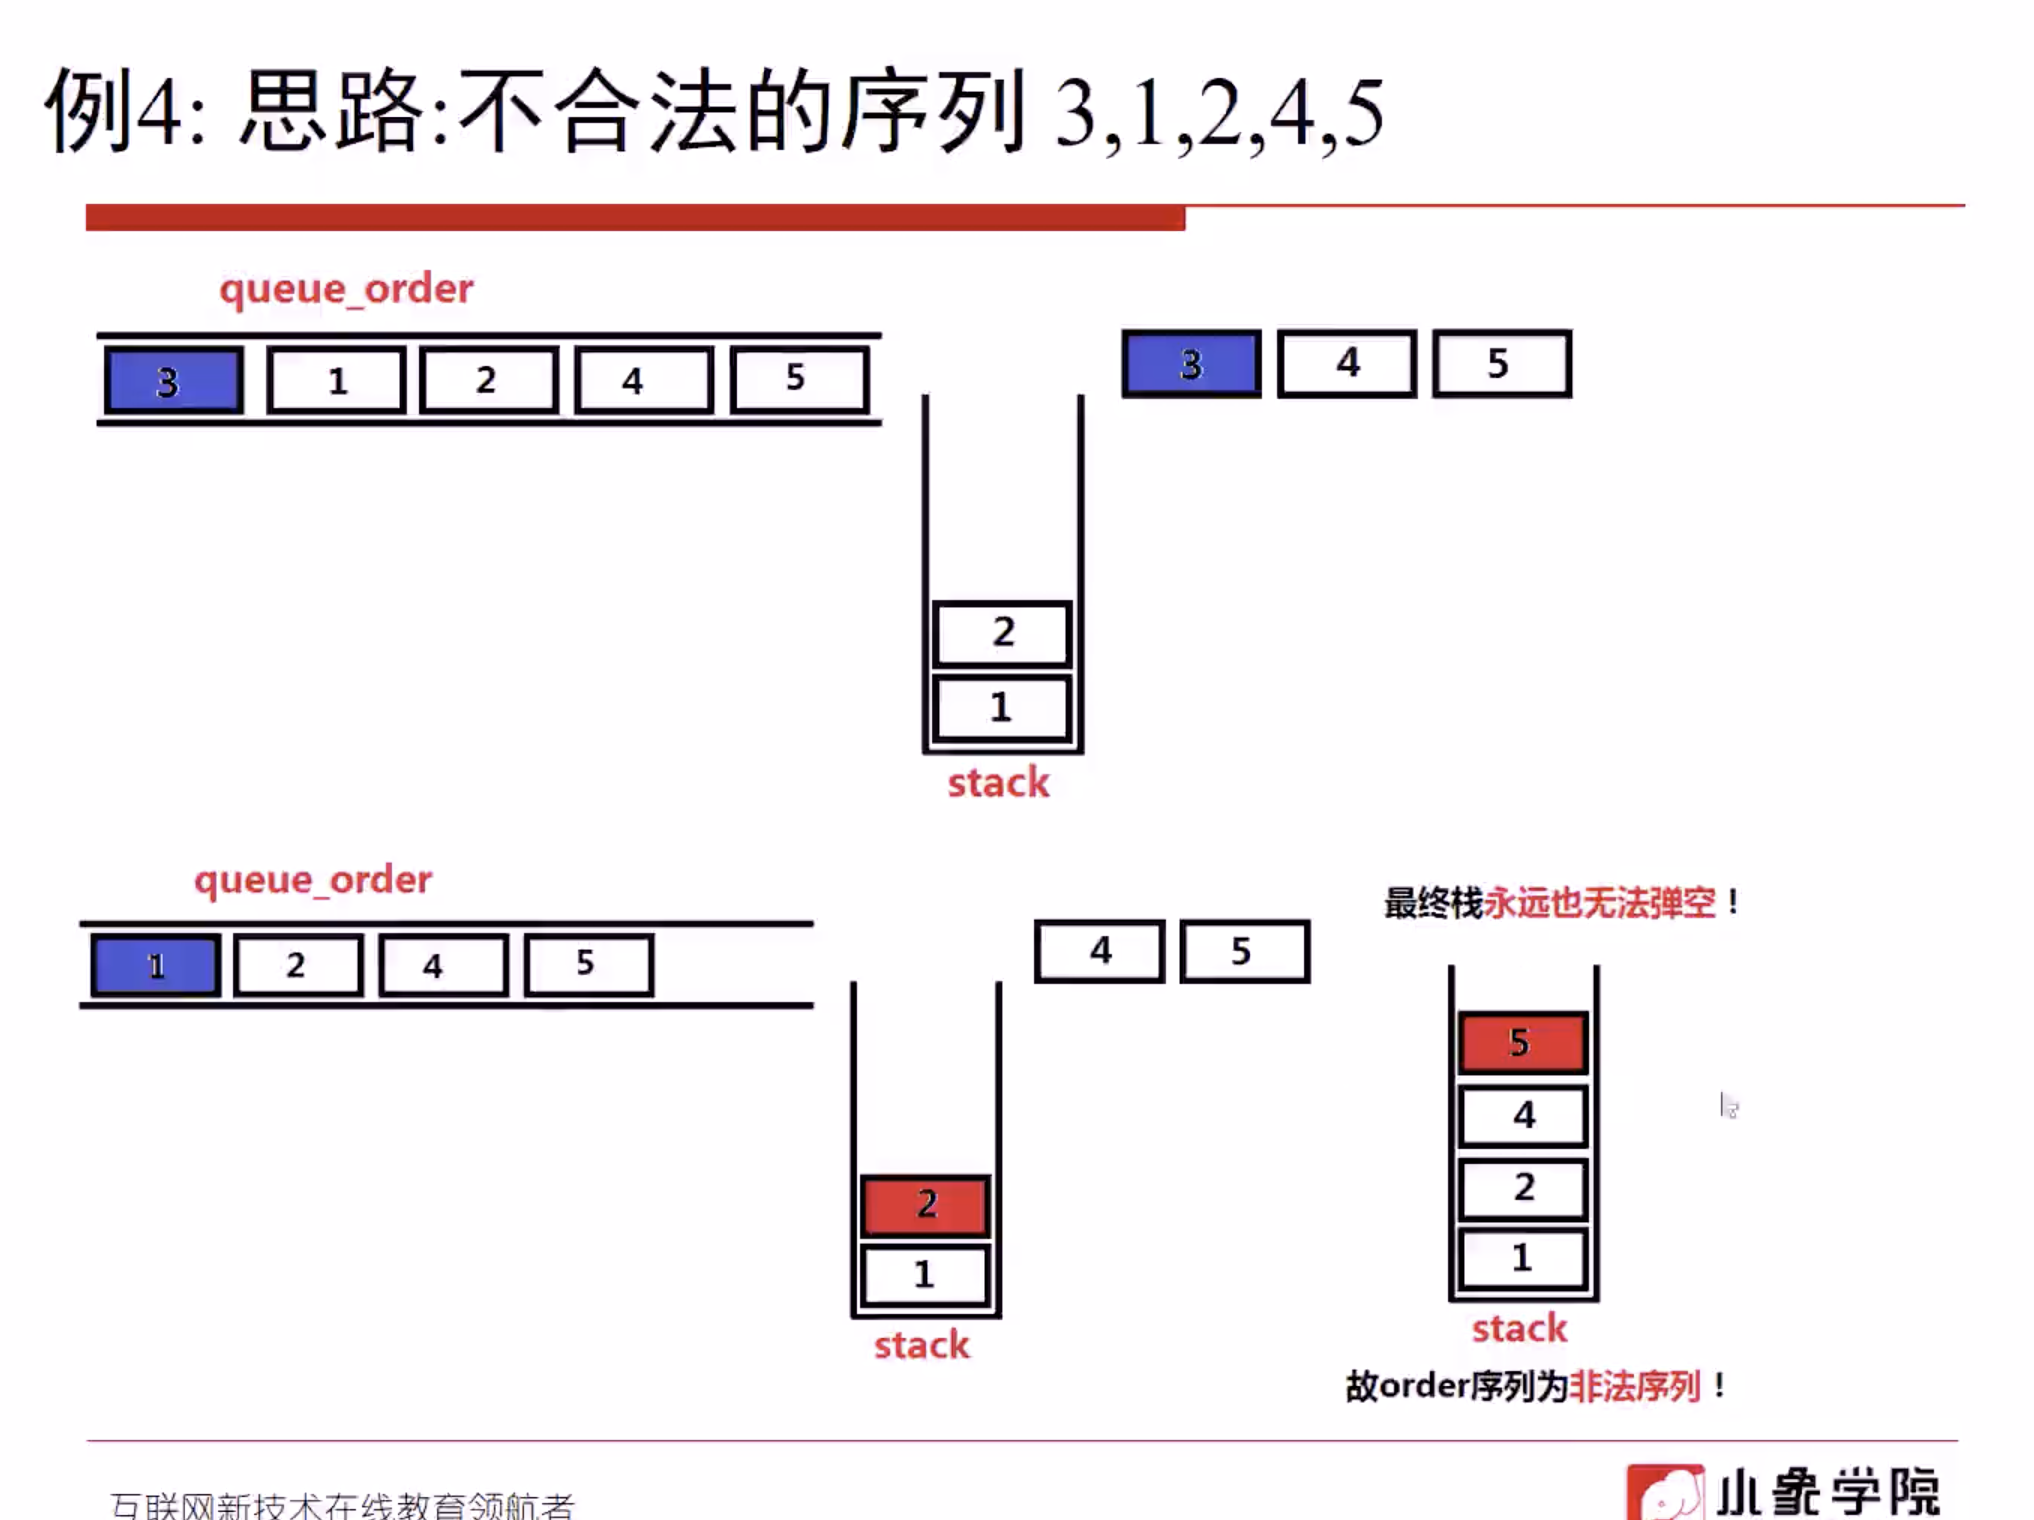 例4: 思路:不合法的序列 3,1,2,4,5
queue_order
3 1 2 4 5
3 4 5
2
1
stack
queue_order
1 2 4 5
4 5
2
1
stack
最终栈永远也无法弹空！
5
4
2
1
stack
故order序列为非法序列！
互联网新技术在线教育领航者
小象学院